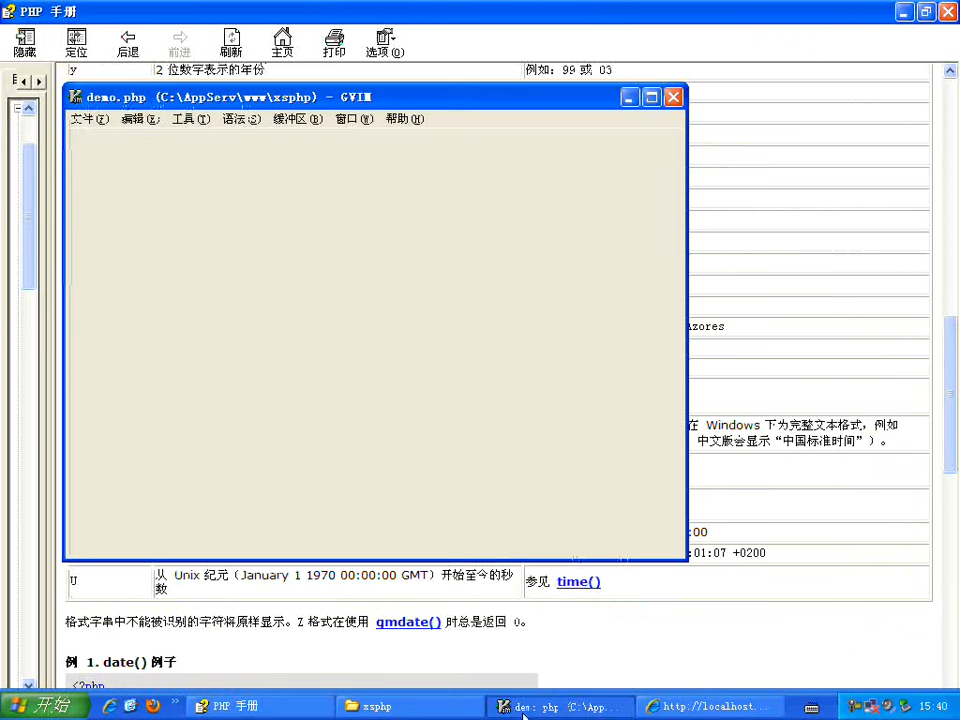 PHP 手册
隐藏 定位 后退 前进 刷新 主页 打印 选项(O)
y 2 位数字表示的年份 例如：99 或 03
demo.php (C:\AppServ\www\xsphp) - GVIM
文件(F) 编辑(E) 工具(T) 语法(S) 缓冲区(B) 窗口(W) 帮助(H)
Azores
在 Windows 下为完整文本格式，例如
中文版会显示“中国标准时间”）。
:00
:01:07 +0200
U 从 Unix 纪元（January 1 1970 00:00:00 GMT）开始至今的秒数 参见 time()
格式字串中不能被识别的字符将原样显示。Z 格式在使用 gmdate() 时总是返回 0。
例 1. date() 例子
<?php
开始 PHP 手册 xsphp php (C:\App... http://localhost... 15:40